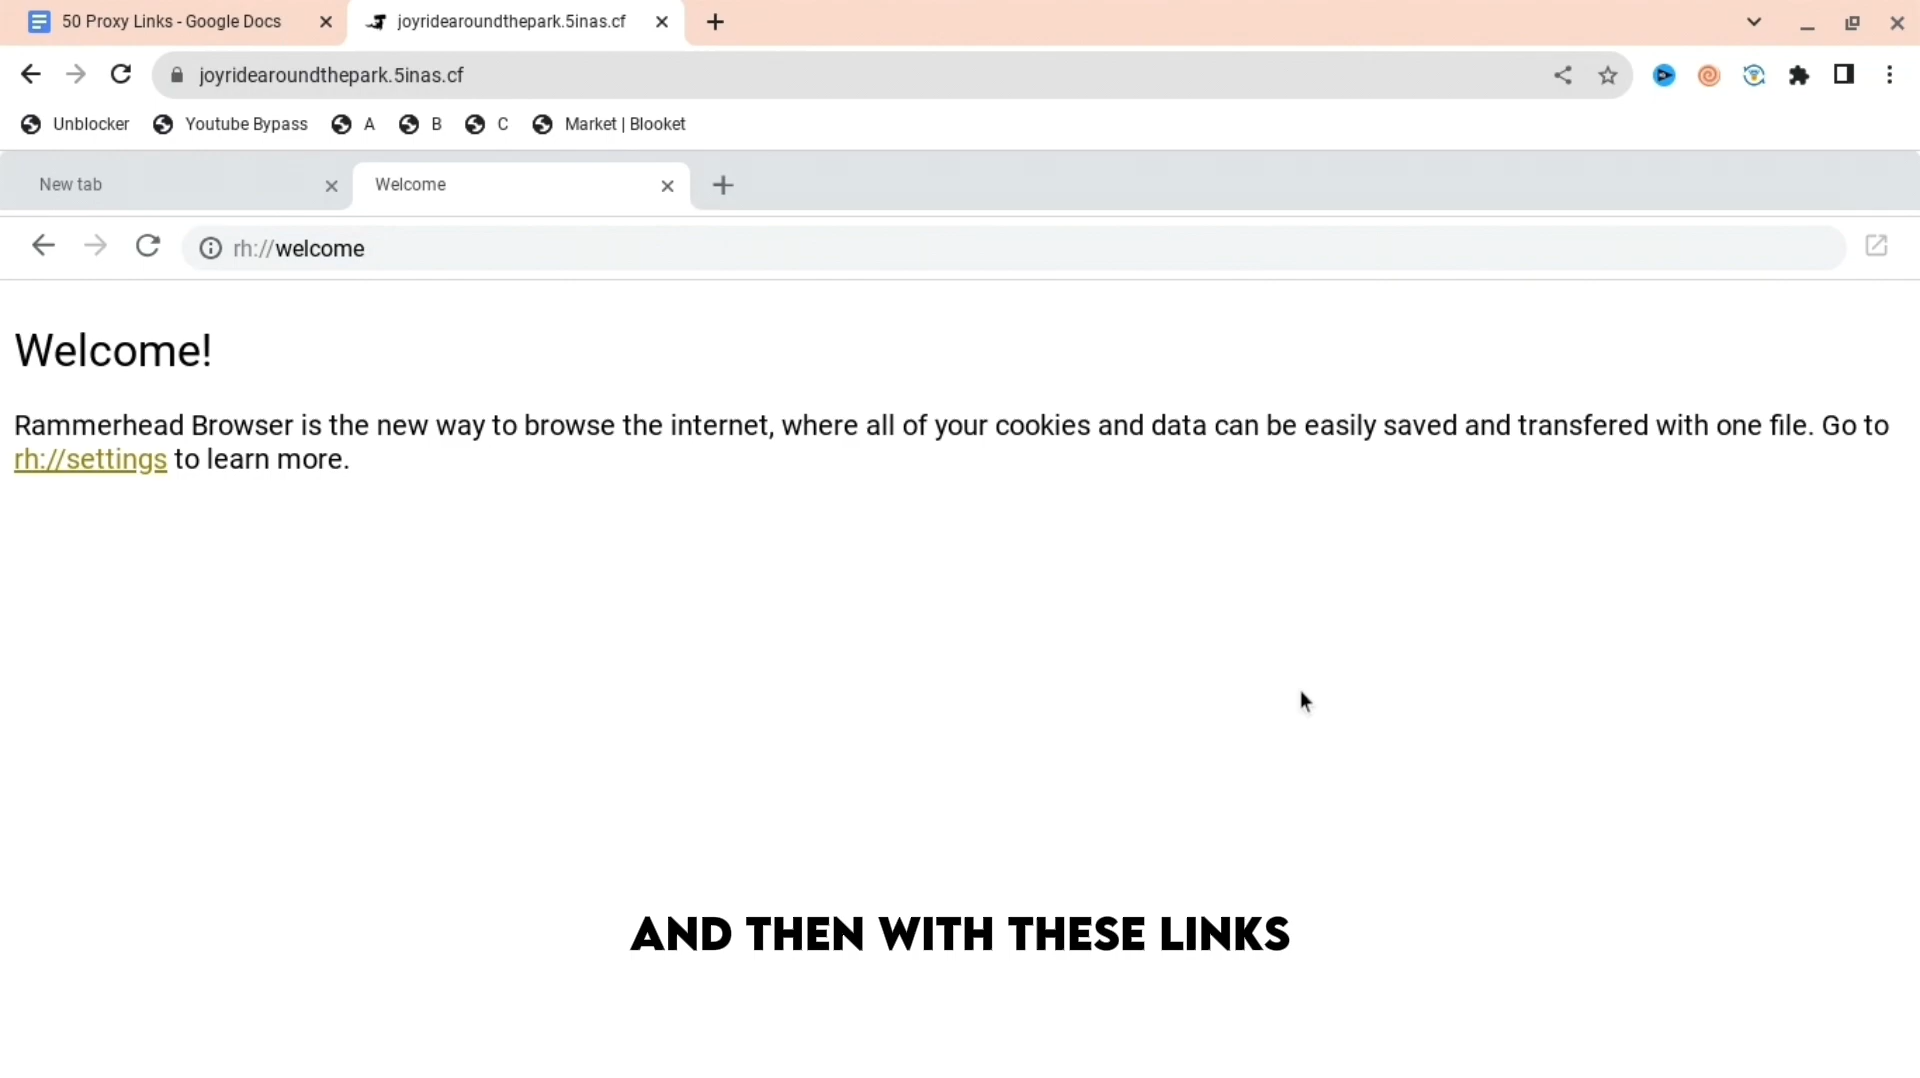 50 Proxy Links - Google Docs
joyridearoundthepark.5inas.cf
joyridearoundthepark.5inas.cf
Unblocker Youtube Bypass A B C Market | Blooket
New tab Welcome
rh://welcome
Welcome!
Rammerhead Browser is the new way to browse the internet, where all of your cookies and data can be easily saved and transfered with one file. Go to
rh://settings to learn more.
AND THEN WITH THESE LINKS